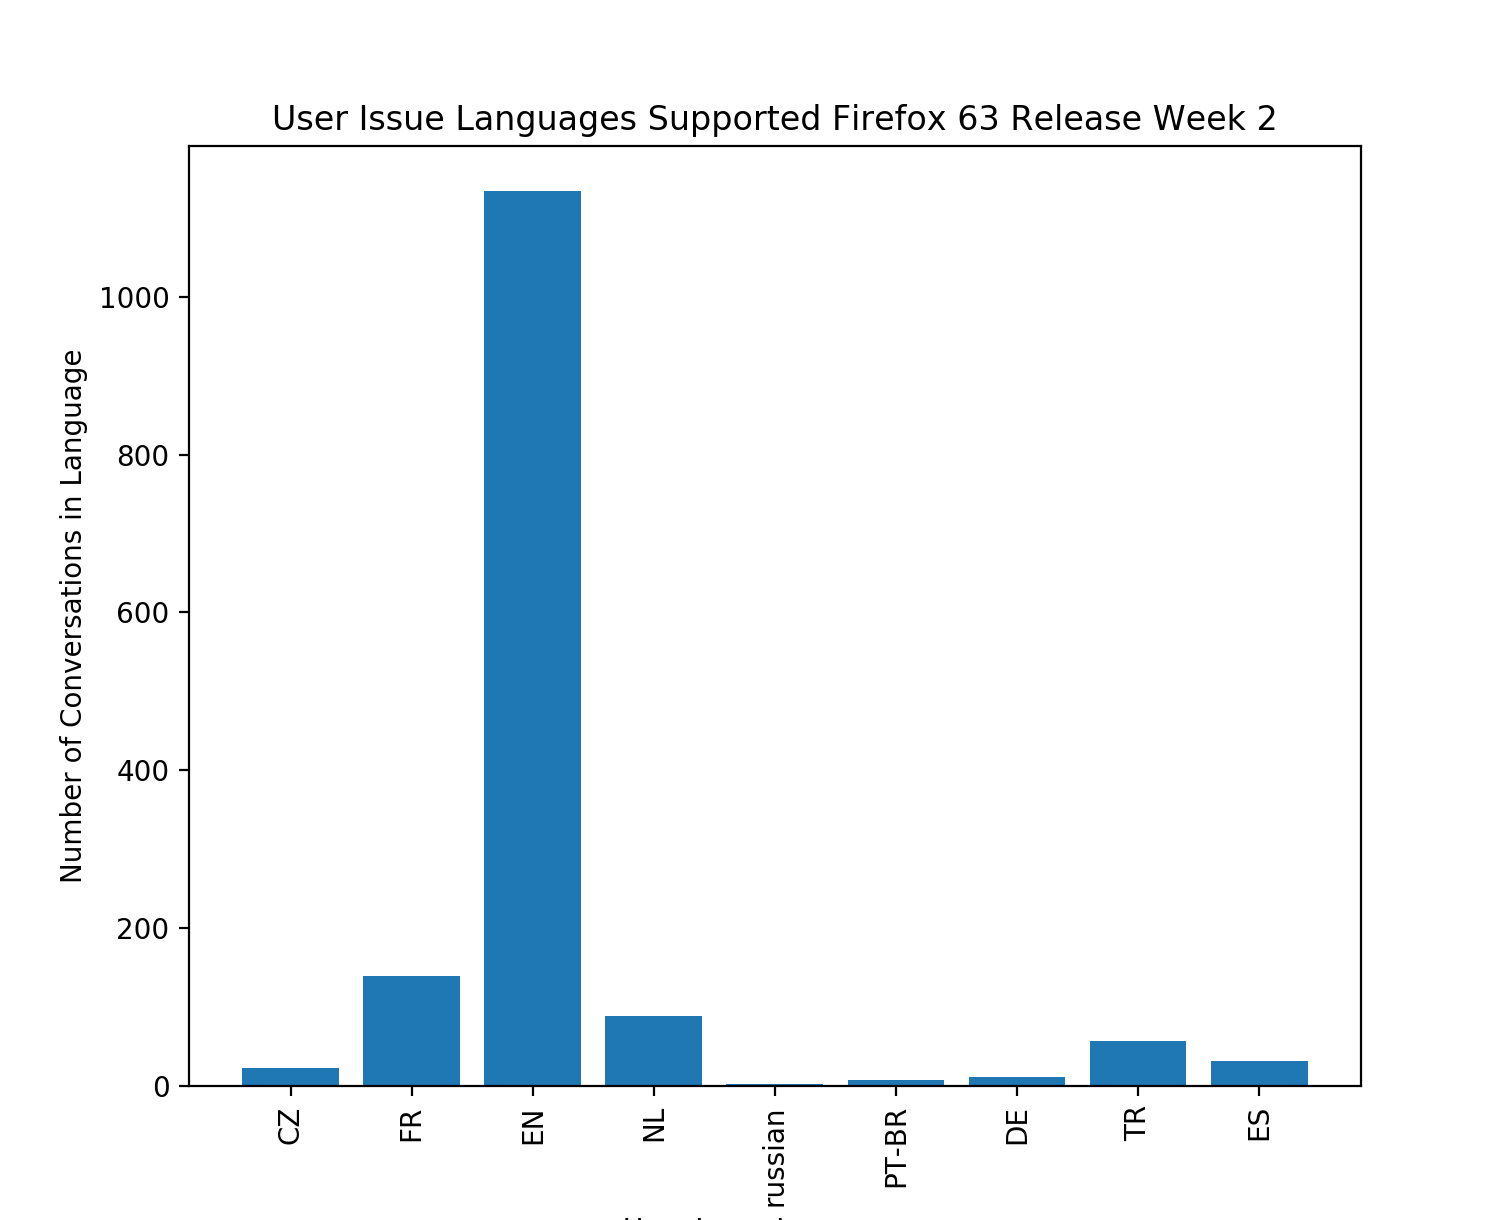 User Issue Languages Supported Firefox 63 Release Week 2
Number of Conversations in Language
1000
800
600
400
200
0
CZ
FR
EN
NL
russian
PT-BR
DE
TR
ES